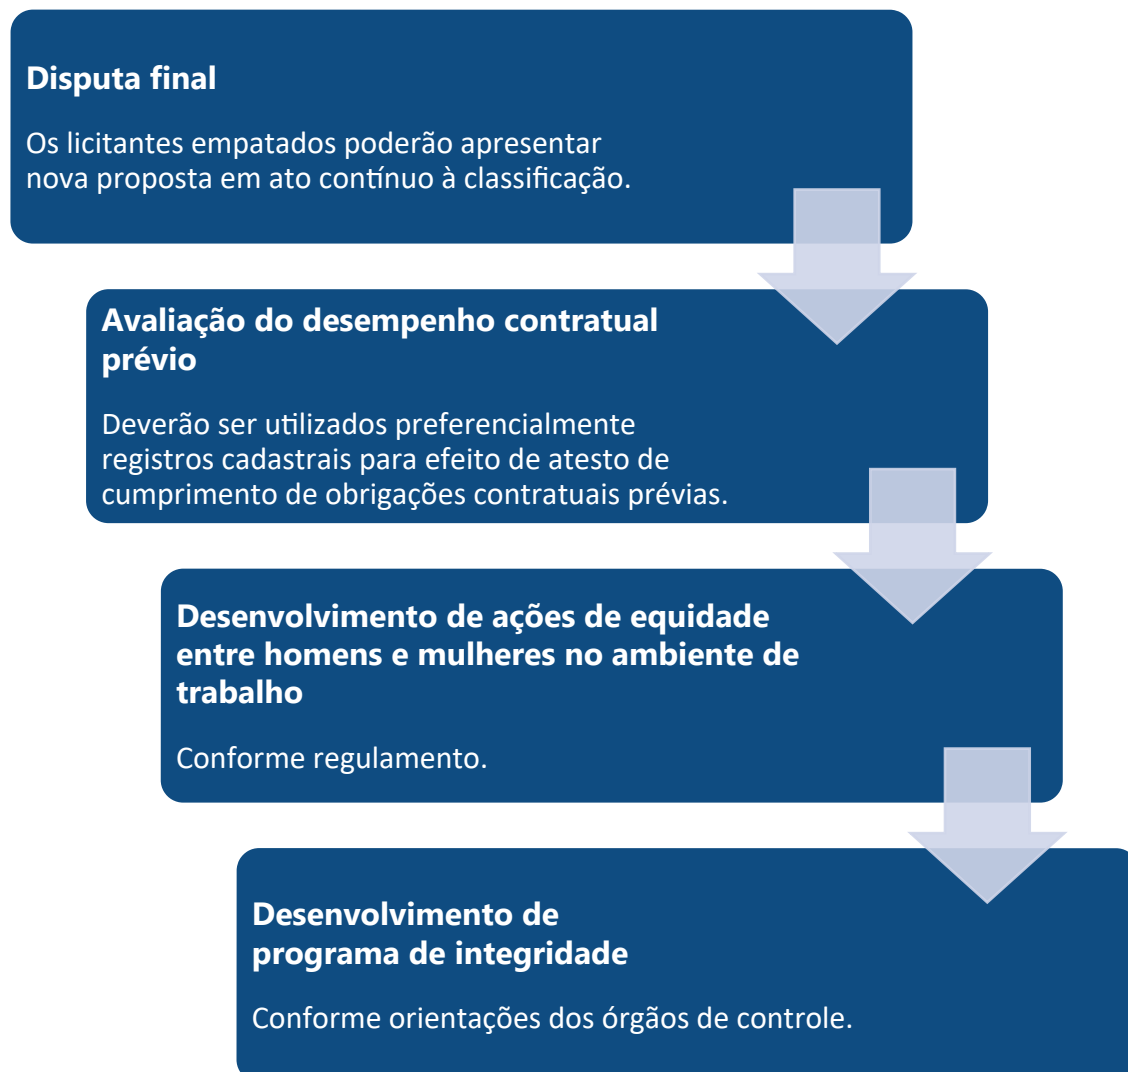 Disputa final
Os licitantes empatados poderão apresentar
nova proposta em ato contínuo à classificação.
Avaliação do desempenho contratual
prévio
Deverão ser utilizados preferencialmente
registros cadastrais para efeito de atesto de
cumprimento de obrigações contratuais prévias.
Desenvolvimento de ações de equidade
entre homens e mulheres no ambiente de
trabalho
Conforme regulamento.
Desenvolvimento de
programa de integridade
Conforme orientações dos órgãos de controle.